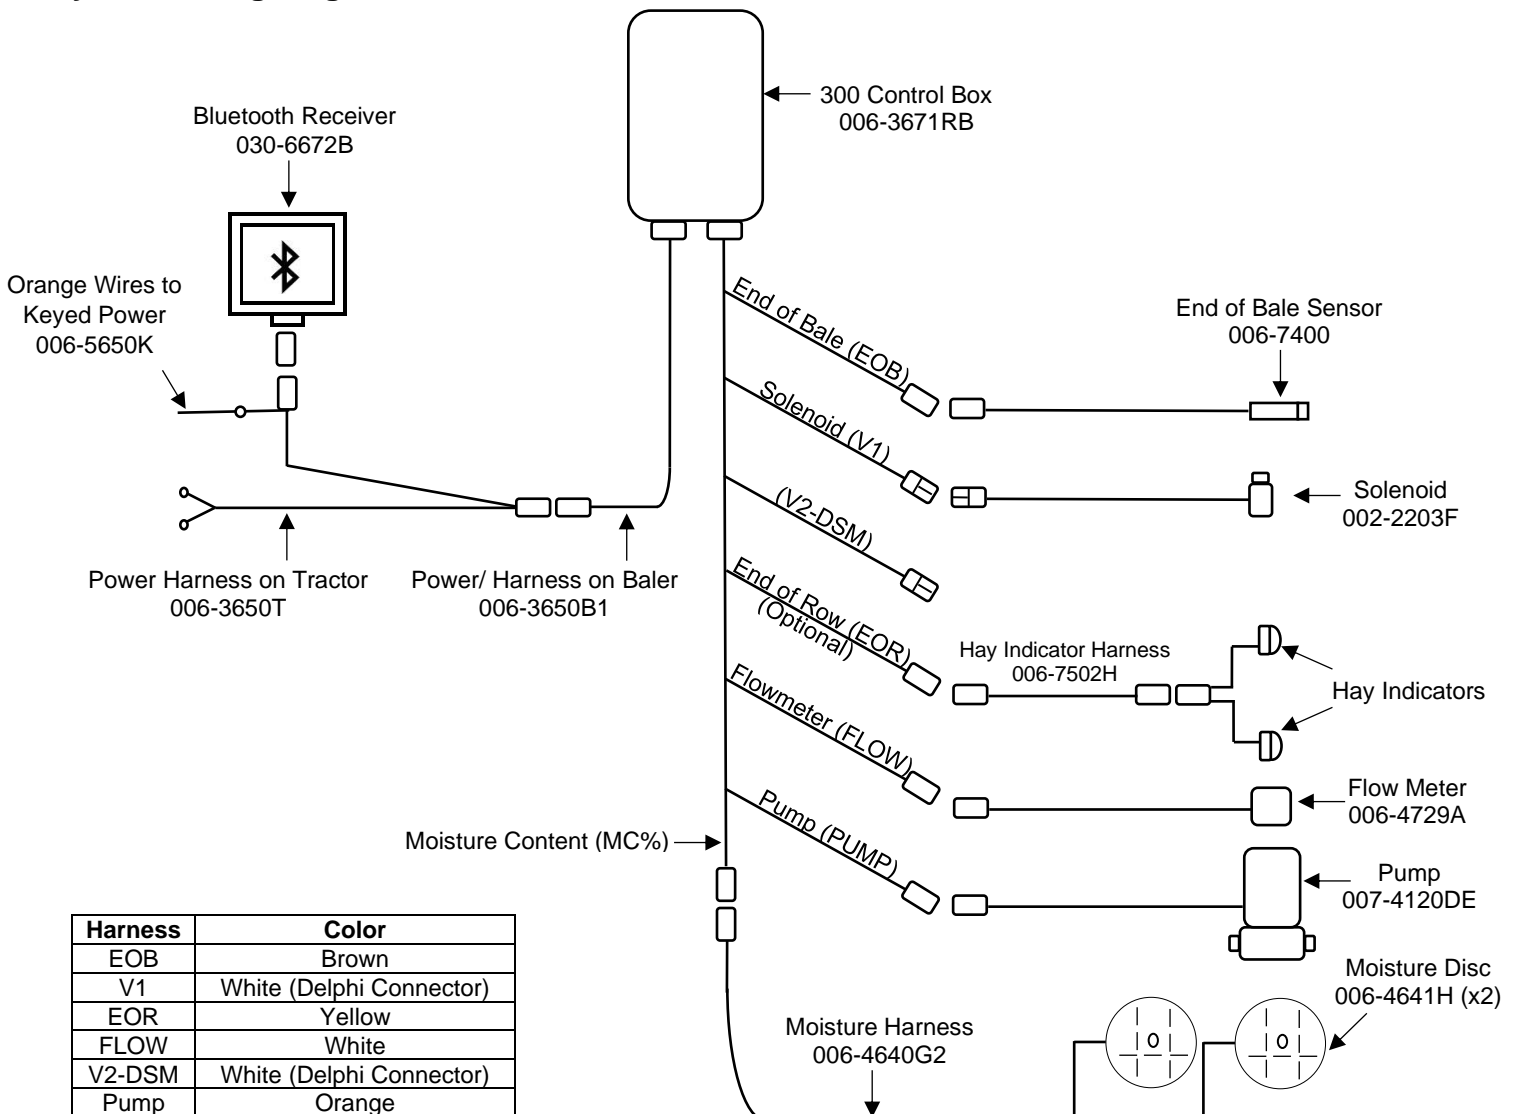 300 Control Box
006-3671RB
Bluetooth Receiver
030-6672B
Orange Wires to
Keyed Power
006-5650K
End of Bale (EOB)
End of Bale Sensor
006-7400
Solenoid (V1)
Solenoid
002-2203F
(V2-DSM)
Power Harness on Tractor
006-3650T
Power/ Harness on Baler
006-3650B1
End of Row (EOR)
(Optional)
Hay Indicator Harness
006-7502H
Hay Indicators
Flowmeter (FLOW)
Flow Meter
006-4729A
Pump (PUMP)
Pump
007-4120DE
Moisture Content (MC%)
Harness Color
EOB Brown
V1 White (Delphi Connector)
EOR Yellow
FLOW White
V2-DSM White (Delphi Connector)
Pump Orange
Moisture Disc
006-4641H (x2)
Moisture Harness
006-4640G2